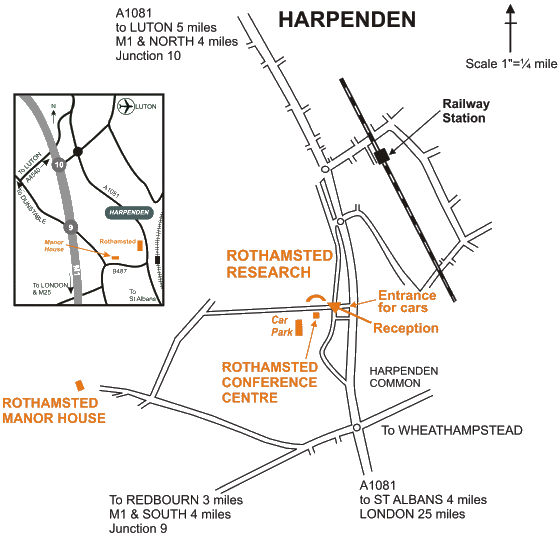 A1081
to LUTON 5 miles
M1 & NORTH 4 miles
Junction 10
HARPENDEN
Scale 1"=¼ mile
Railway
Station
N
LUTON
To LUTON
A4540
10
A1081
To DUNSTABLE
HARPENDEN
9
Manor
House
Rothamsted
B487
M1
To LONDON
& M25
To
St Albans
ROTHAMSTED
RESEARCH
Entrance
for cars
Reception
Car
Park
ROTHAMSTED
CONFERENCE
CENTRE
HARPENDEN
COMMON
ROTHAMSTED
MANOR HOUSE
To WHEATHAMPSTEAD
To REDBOURN 3 miles
M1 & SOUTH 4 miles
Junction 9
A1081
to ST ALBANS 4 miles
LONDON 25 miles